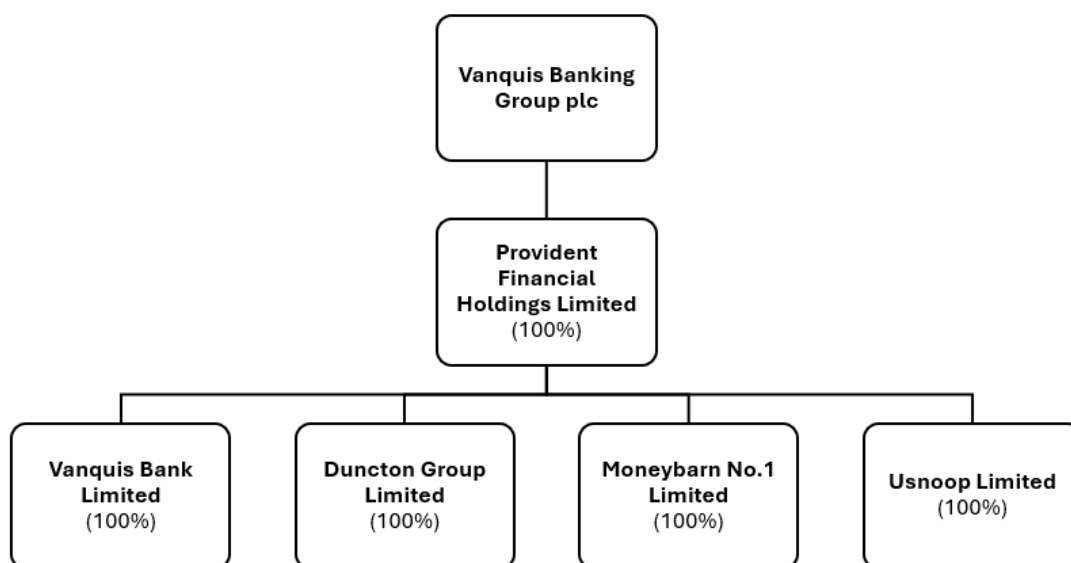 Vanquis Banking
Group plc
Provident
Financial
Holdings Limited
(100%)
Vanquis Bank
Limited
(100%)
Duncton Group
Limited
(100%)
Moneybarn No.1
Limited
(100%)
Usnoop Limited
(100%)